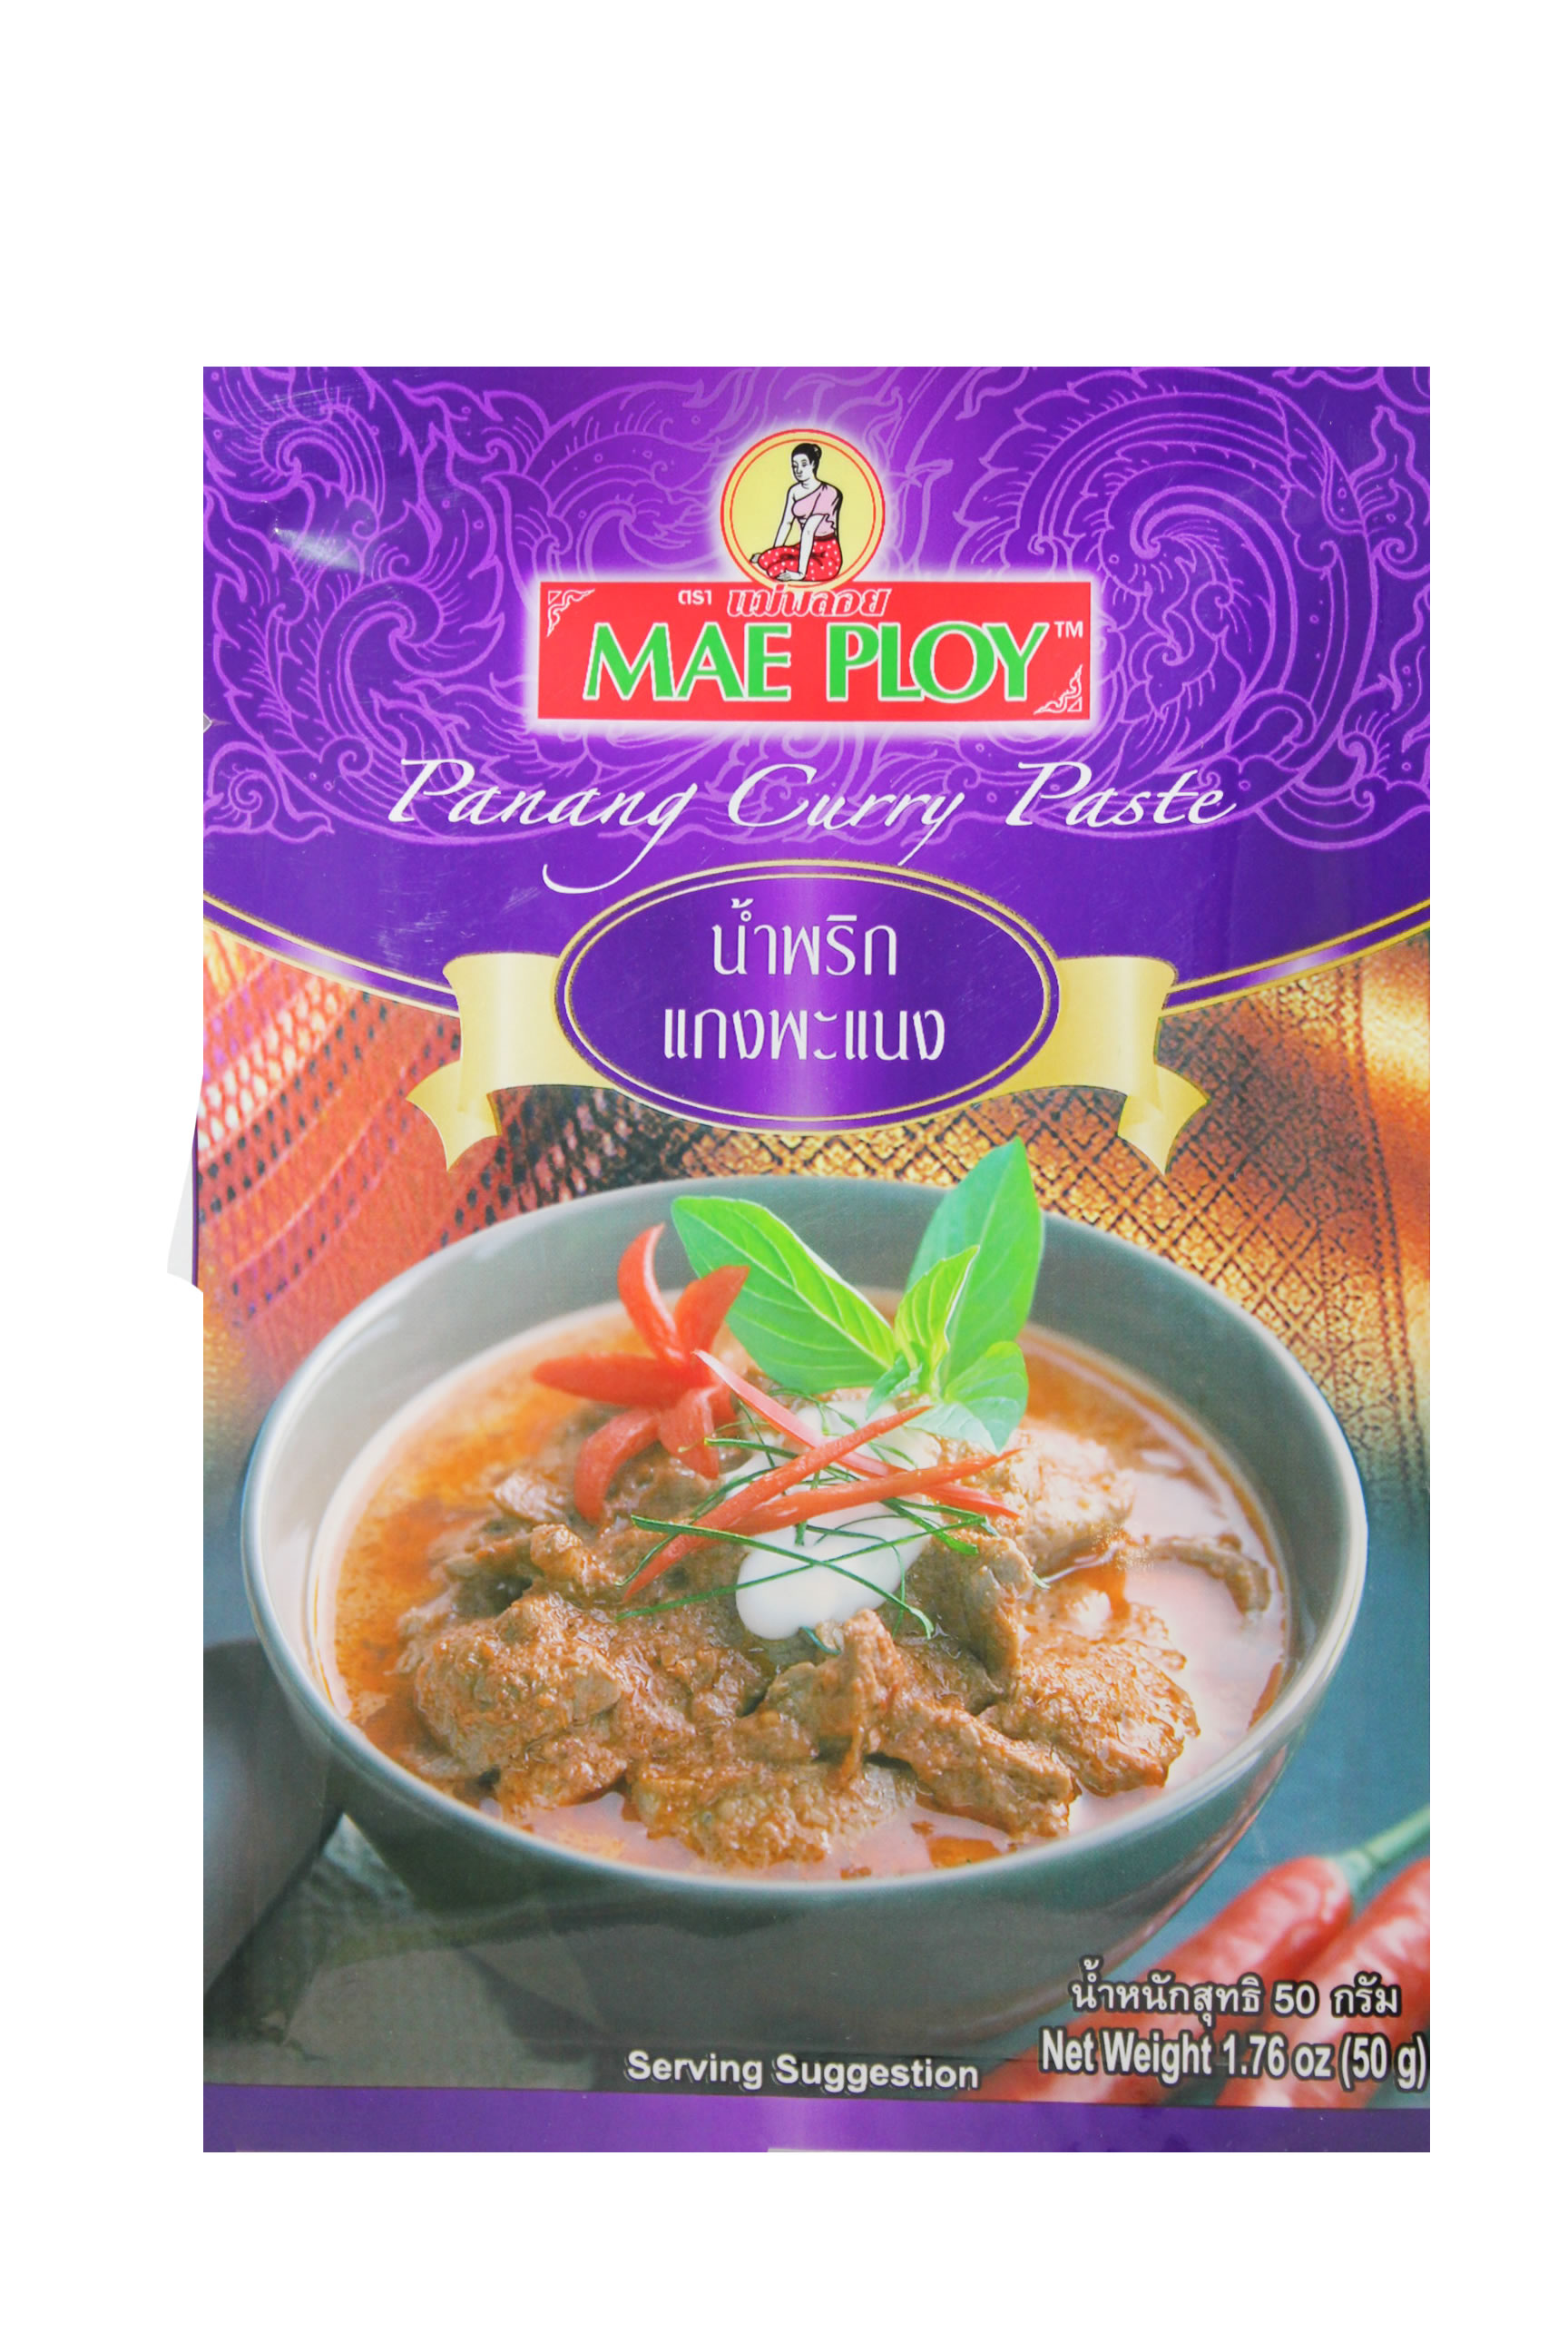 ตรา แม่พลอย
MAE PLOY™
Panang Curry Paste
น้ำพริก
แกงพะแนง
น้ำหนักสุทธิ 50 กรัม
Net Weight 1.76 oz (50 g)
Serving Suggestion